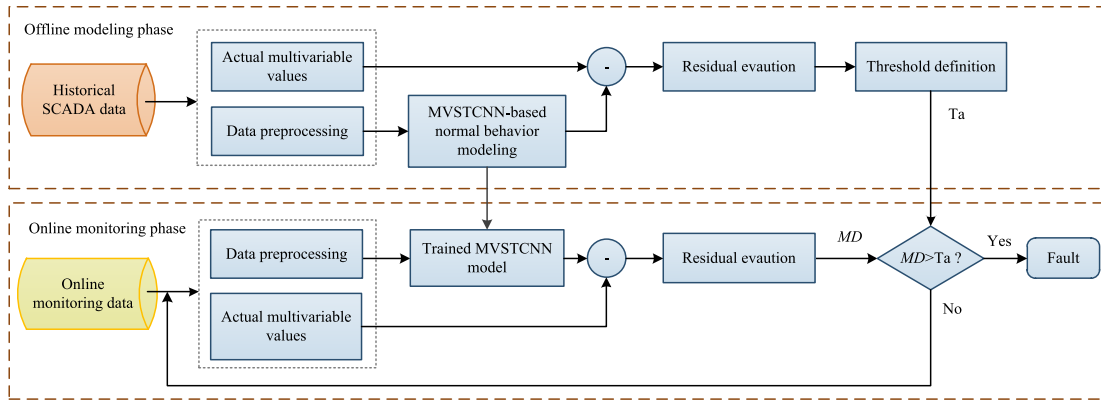 Offline modeling phase
Historical
SCADA data
Actual multivariable
values
Data preprocessing
MVSTCNN-based
normal behavior
modeling
-
Residual evaution
Threshold definition
Ta
Online monitoring phase
Online
monitoring data
Data preprocessing
Actual multivariable
values
Trained MVSTCNN
model
-
Residual evaution
MD
MD>Ta ?
Yes
Fault
No